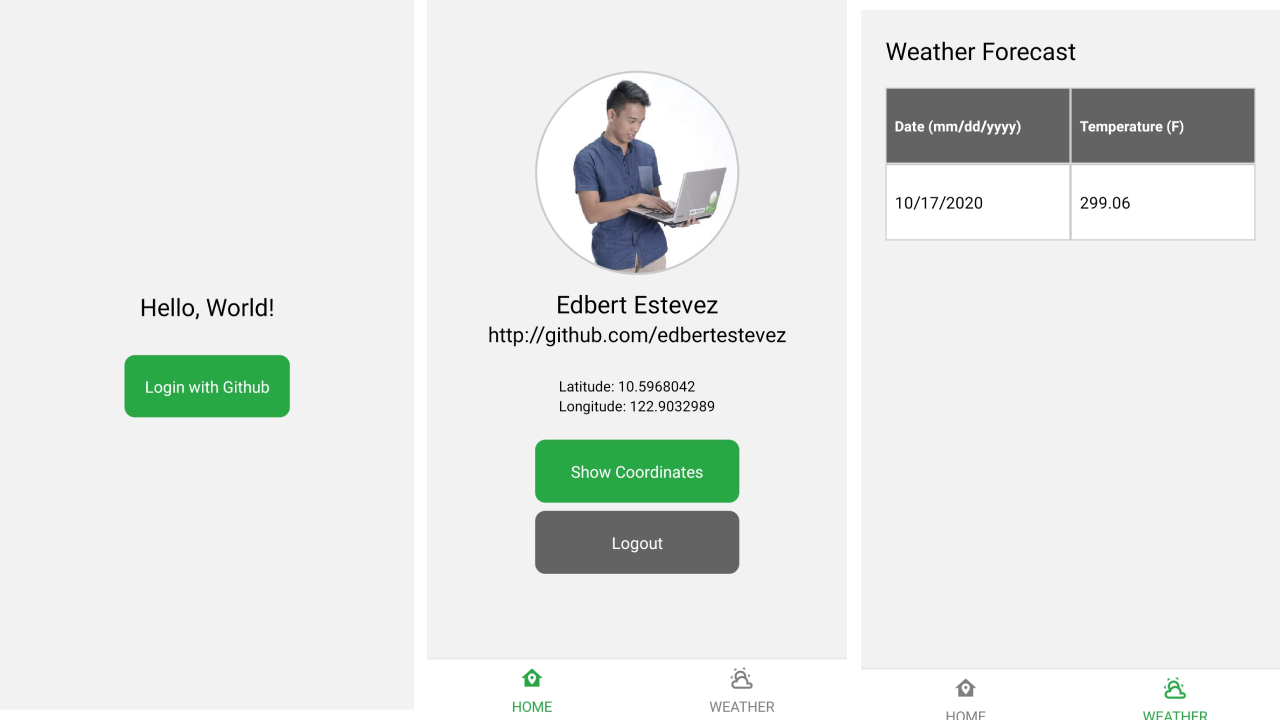 Hello, World!
Login with Github
Edbert Estevez
http://github.com/edbertestevez
Latitude: 10.5968042
Longitude: 122.9032989
Show Coordinates
Logout
HOME
WEATHER
Weather Forecast
Date (mm/dd/yyyy)
Temperature (F)
10/17/2020
299.06
HOME
WEATHER